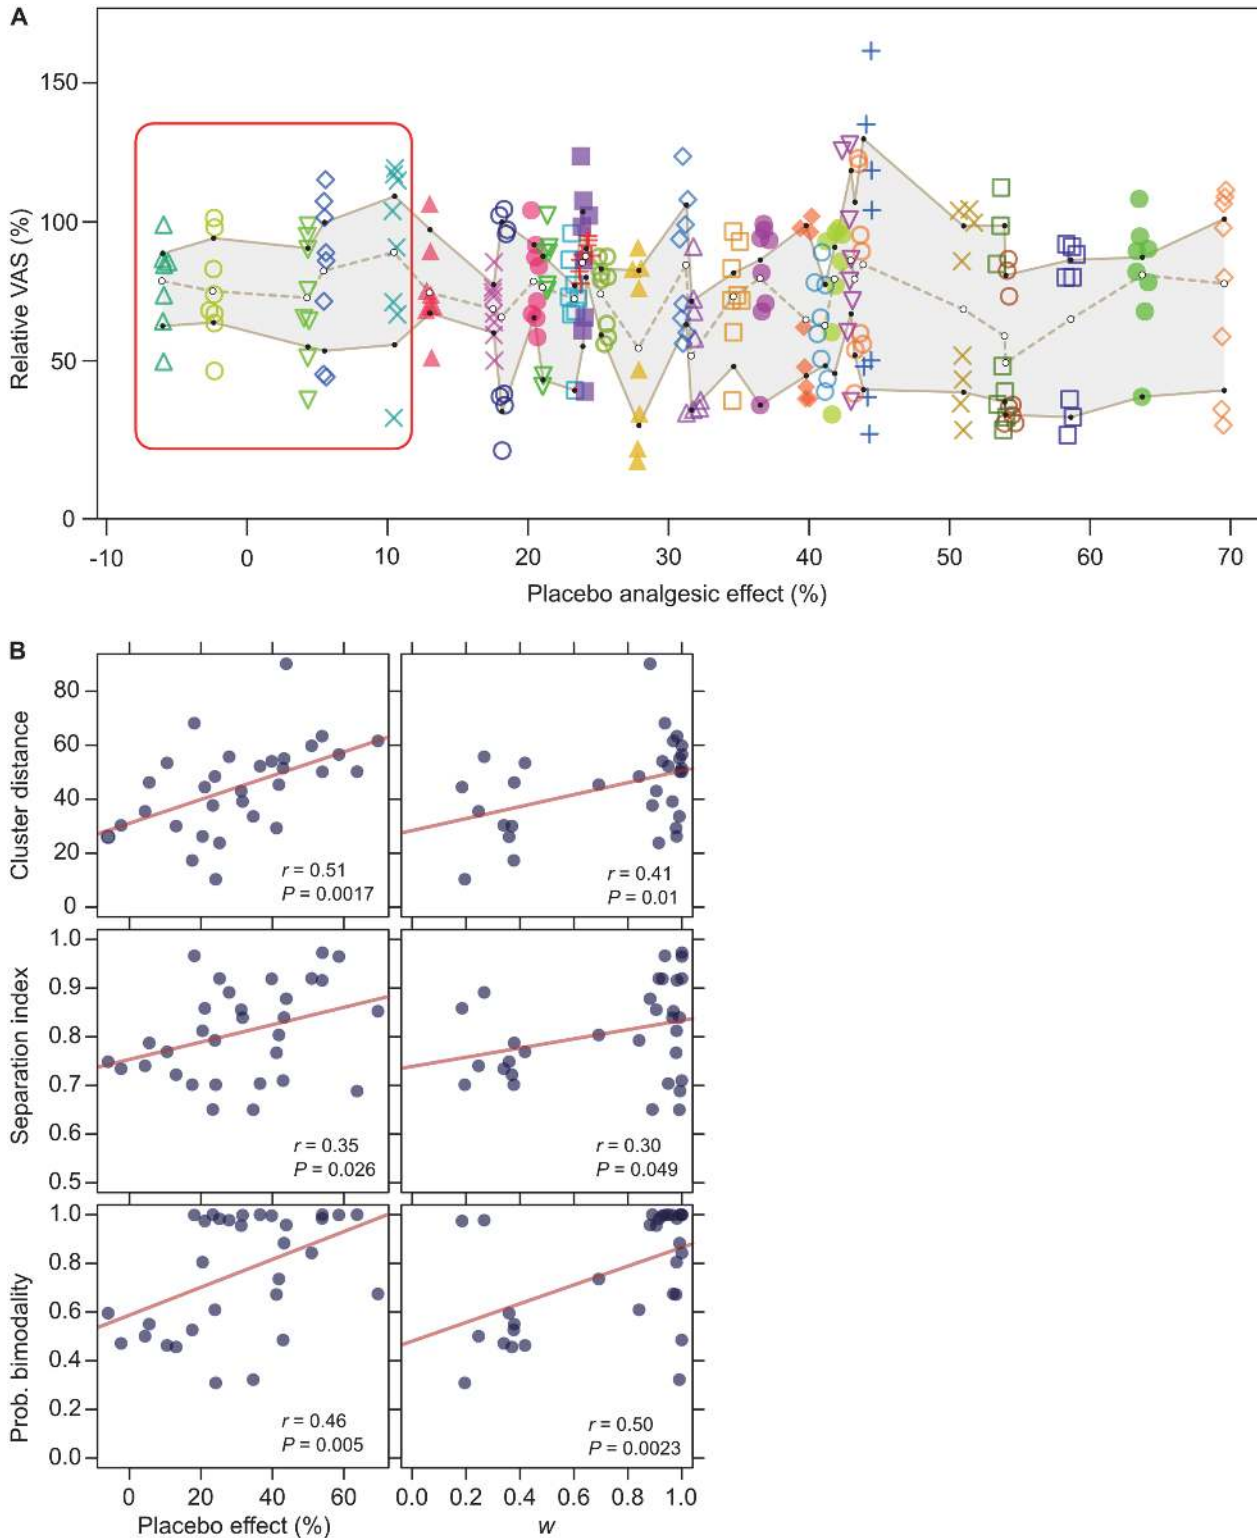 A
150
100
50
0
Relative VAS (%)
-10 0 10 20 30 40 50 60 70
Placebo analgesic effect (%)
B
80
60
40
20
0
Cluster distance
r = 0.51
P = 0.0017
r = 0.41
P = 0.01
1.0
0.9
0.8
0.7
0.6
0.5
Separation index
r = 0.35
P = 0.026
r = 0.30
P = 0.049
1.0
0.8
0.6
0.4
0.2
0.0
Prob. bimodality
r = 0.46
P = 0.005
r = 0.50
P = 0.0023
0 20 40 60
0.0 0.2 0.4 0.6 0.8 1.0
Placebo effect (%)
w